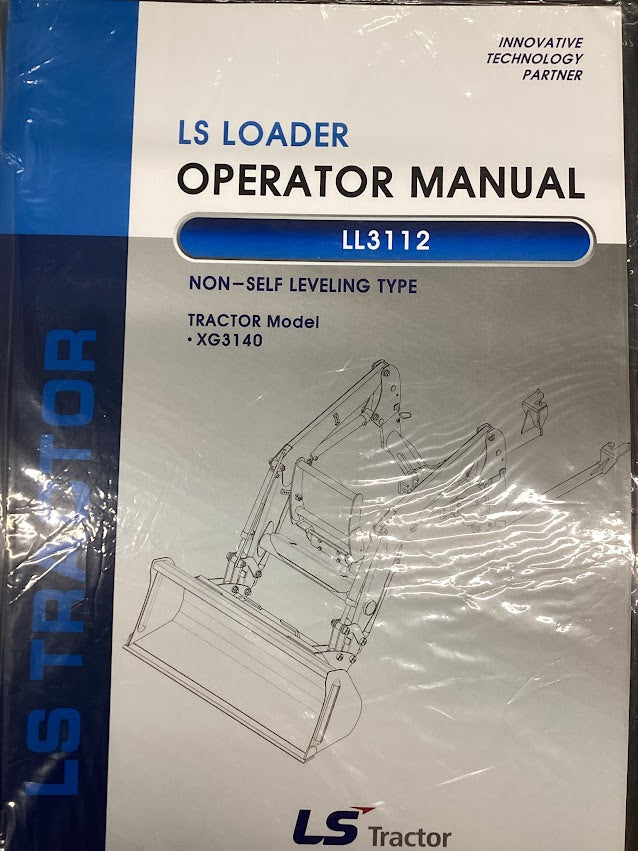 INNOVATIVE
TECHNOLOGY
PARTNER
LS LOADER
OPERATOR MANUAL
LL3112
NON-SELF LEVELING TYPE
TRACTOR Model
• XG3140
LS TRACTOR
LS Tractor